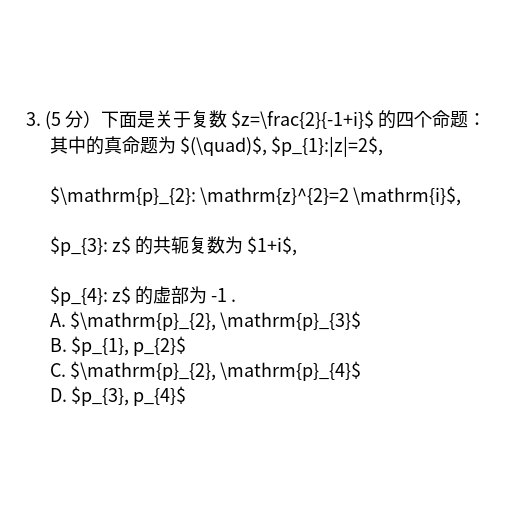 3. (5 分）下面是关于复数 $z=\frac{2}{-1+i}$ 的四个命题：
其中的真命题为 $(\quad)$, $p_{1}:|z|=2$,
$\mathrm{p}_{2}: \mathrm{z}^{2}=2 \mathrm{i}$,
$p_{3}: z$ 的共轭复数为 $1+i$,
$p_{4}: z$ 的虚部为 -1 .
A. $\mathrm{p}_{2}, \mathrm{p}_{3}$
B. $p_{1}, p_{2}$
C. $\mathrm{p}_{2}, \mathrm{p}_{4}$
D. $p_{3}, p_{4}$